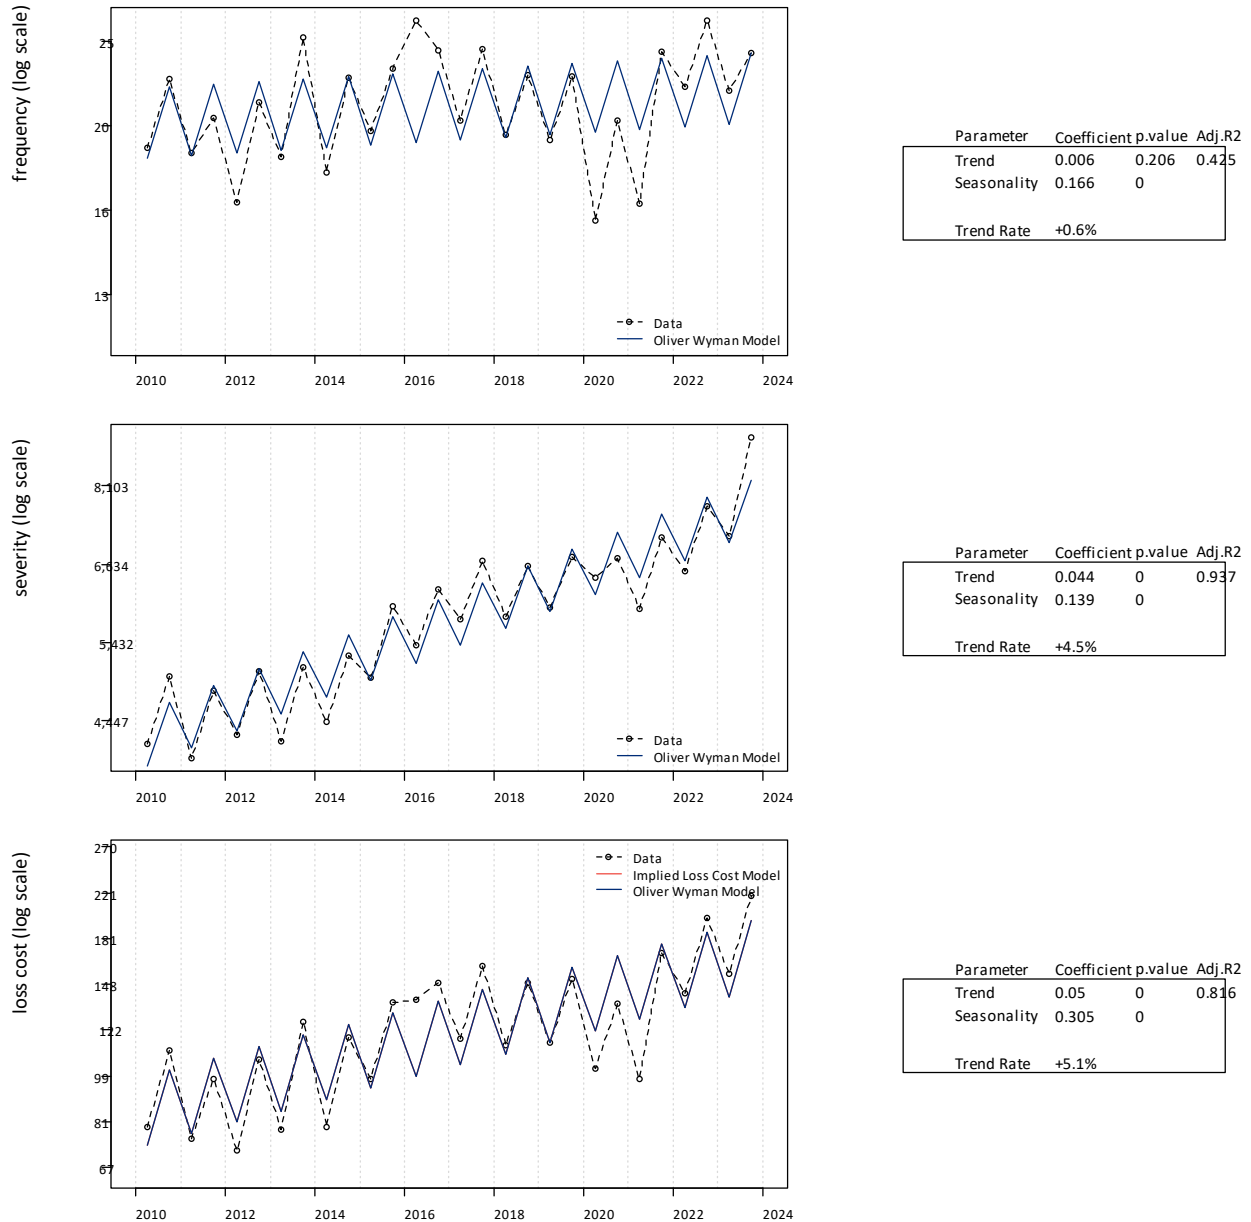 frequency (log scale)
25
20
16
13
Data
Oliver Wyman Model
2010 2012 2014 2016 2018 2020 2022 2024
Parameter Coefficient p.value Adj.R2
Trend 0.006 0.206 0.425
Seasonality 0.166 0
Trend Rate +0.6%
severity (log scale)
8,103
6,634
5,432
4,447
Data
Oliver Wyman Model
2010 2012 2014 2016 2018 2020 2022 2024
Parameter Coefficient p.value Adj.R2
Trend 0.044 0 0.937
Seasonality 0.139 0
Trend Rate +4.5%
loss cost (log scale)
270
221
181
148
122
99
81
67
Data
Implied Loss Cost Model
Oliver Wyman Model
2010 2012 2014 2016 2018 2020 2022 2024
Parameter Coefficient p.value Adj.R2
Trend 0.05 0 0.816
Seasonality 0.305 0
Trend Rate +5.1%